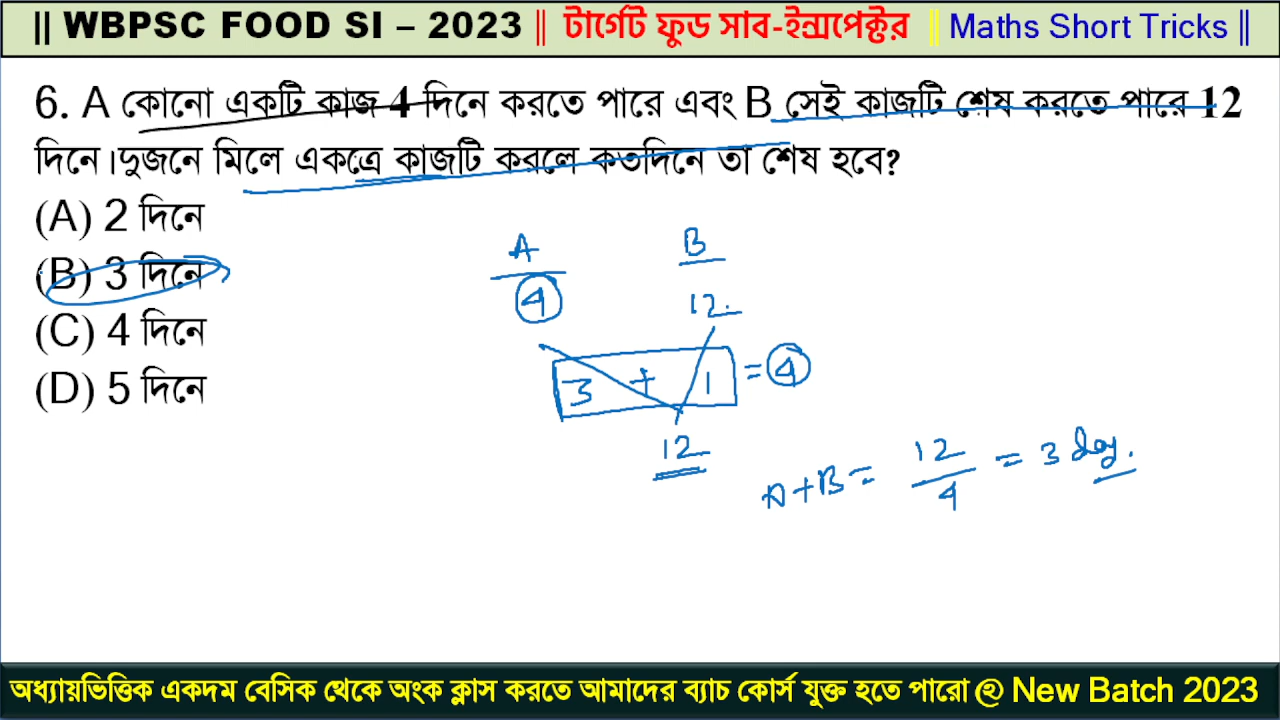 || WBPSC FOOD SI – 2023 || টার্গেট ফুড সাব-ইন্সপেক্টর || Maths Short Tricks ||
6. A কোনো একটি কাজ 4 দিনে করতে পারে এবং B সেই কাজটি শেষ করতে পারে 12
দিনে।দুজনে মিলে একত্রে কাজটি করলে কতদিনে তা শেষ হবে?
(A) 2 দিনে
(B) 3 দিনে
(C) 4 দিনে
(D) 5 দিনে
A B
4 12
3 + 1 = 4
12
A+B = 12/4 = 3 day.
অধ্যায়ভিত্তিক একদম বেসিক থেকে অংক ক্লাস করতে আমাদের ব্যাচ কোর্স যুক্ত হতে পারো @ New Batch 2023